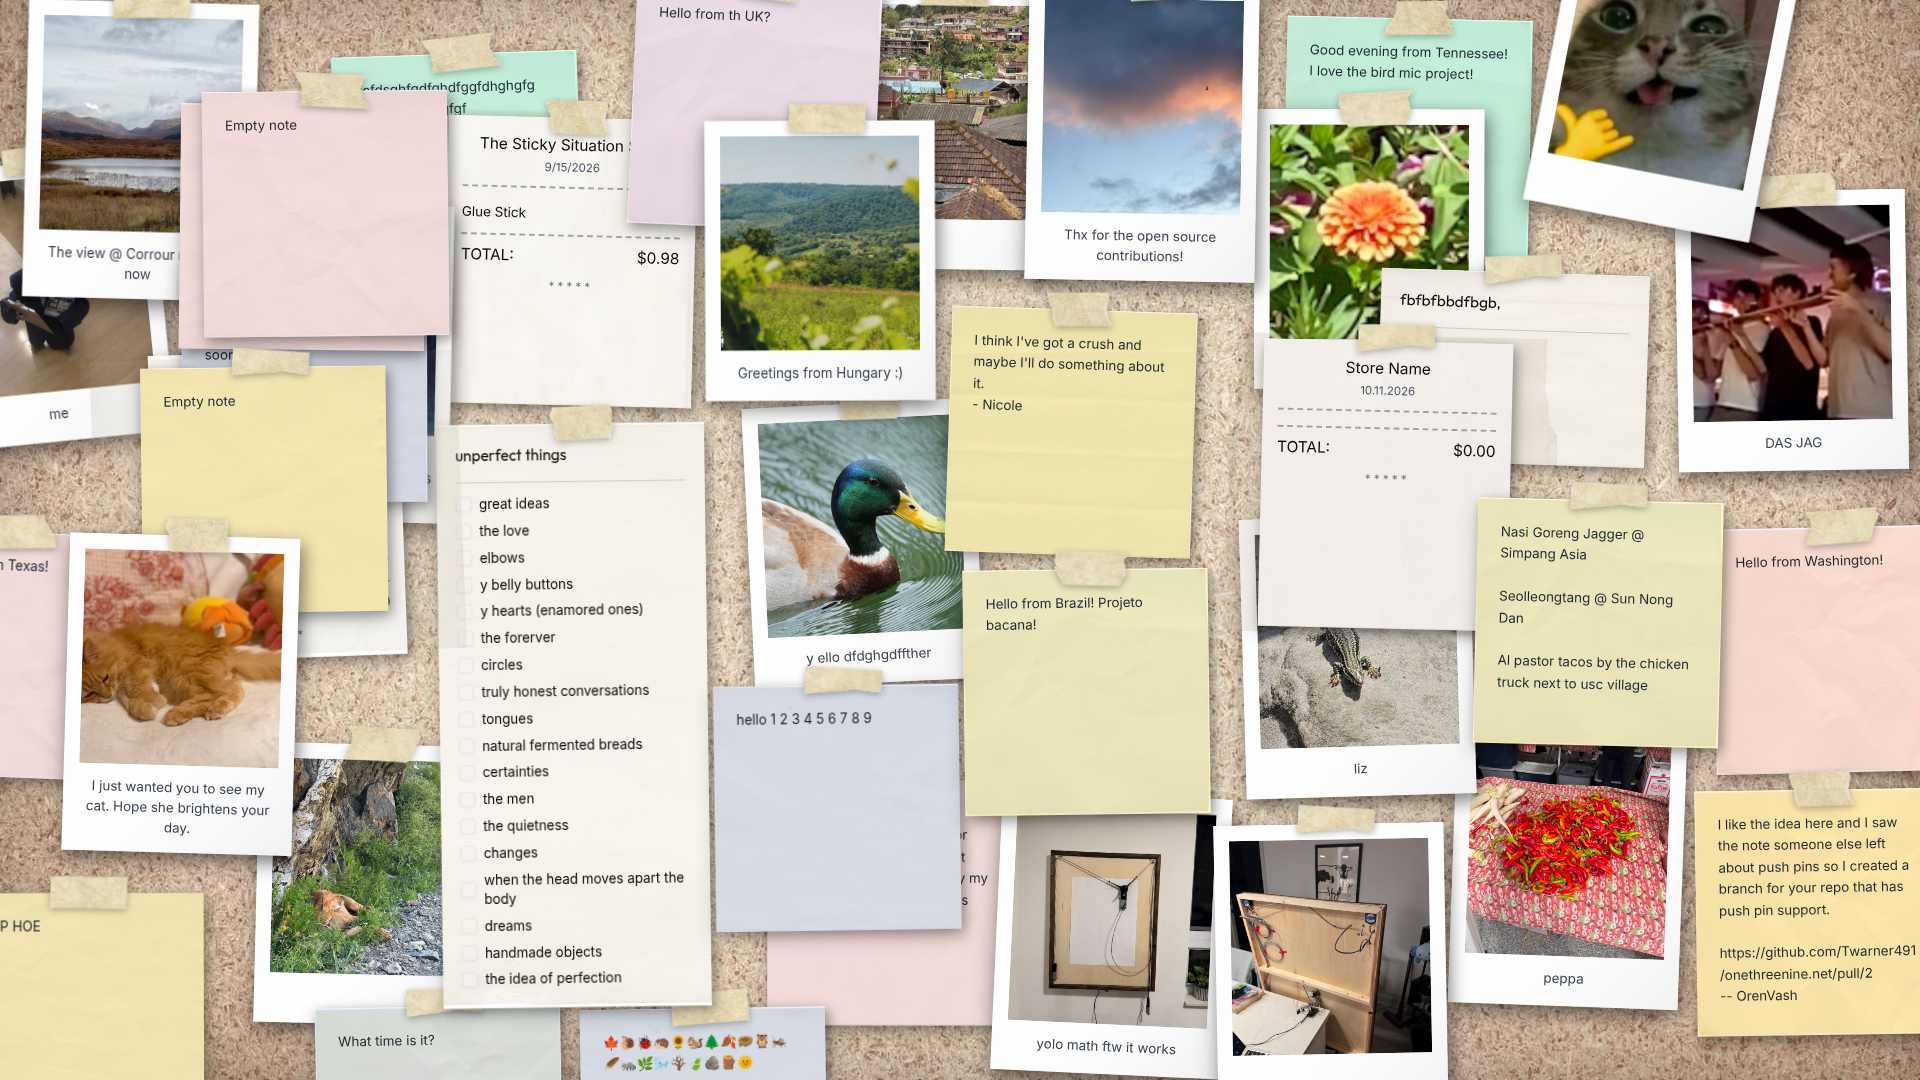 The view @ Corrour
now
me
Empty note
soon
Empty note
The Sticky Situation
9/15/2026
Glue Stick
TOTAL: $0.98
*****
Hello from th UK?
Greetings from Hungary :)
Thx for the open source
contributions!
Good evening from Tennessee!
I love the bird mic project!
fbfbfbbdfbgb,
Store Name
10.11.2026
TOTAL: $0.00
*****
DAS JAG
I think I've got a crush and
maybe I'll do something about
it.
- Nicole
unperfect things
great ideas
the love
elbows
y belly buttons
y hearts (enamored ones)
the forerver
circles
truly honest conversations
tongues
natural fermented breads
certainties
the men
the quietness
changes
when the head moves apart the
body
dreams
handmade objects
the idea of perfection
y ello dfdghgdffther
hello 1 2 3 4 5 6 7 8 9
Hello from Brazil! Projeto
bacana!
liz
Nasi Goreng Jagger @
Simpang Asia
Seolleongtang @ Sun Nong
Dan
Al pastor tacos by the chicken
truck next to usc village
Hello from Washington!
Texas!
I just wanted you to see my
cat. Hope she brightens your
day.
HOE
What time is it?
my
yolo math ftw it works
peppa
I like the idea here and I saw
the note someone else left
about push pins so I created a
branch for your repo that has
push pin support.
https://github.com/Twarner491
/onethreenine.net/pull/2
-- OrenVash